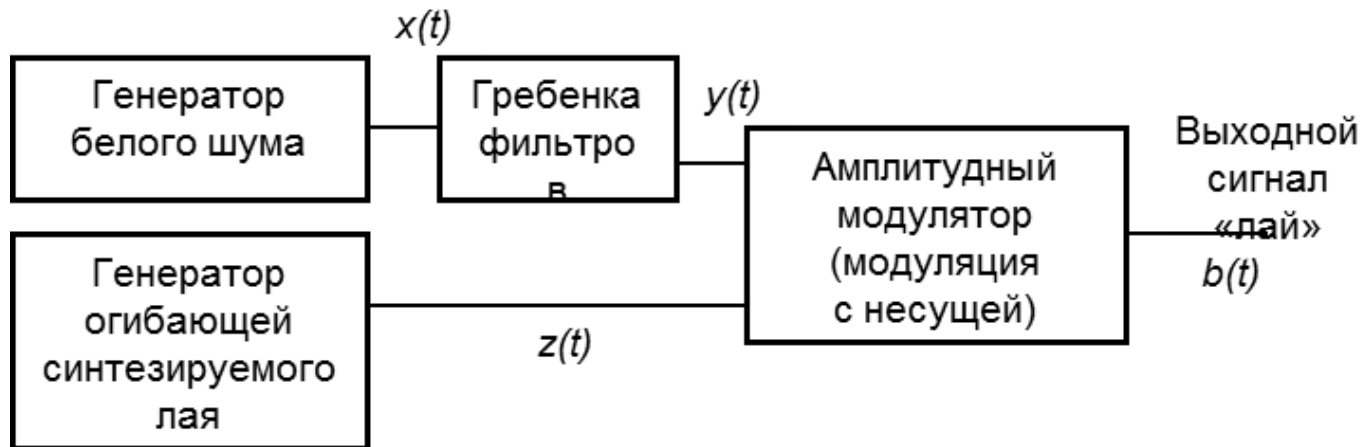 x(t)
Генератор
белого шума
Гребенка
фильтро
в
y(t)
Генератор
огибающей
синтезируемого
лая
z(t)
Амплитудный
модулятор
(модуляция
с несущей)
Выходной
сигнал
«лай»
b(t)